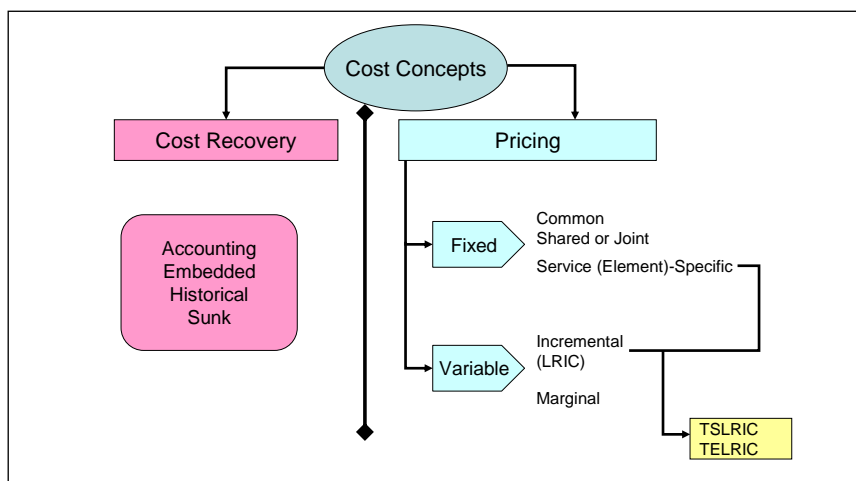 Cost Concepts
Cost Recovery
Pricing
Accounting
Embedded
Historical
Sunk
Fixed
Common
Shared or Joint
Service (Element)-Specific
Variable
Incremental
(LRIC)
Marginal
TSLRIC
TELRIC